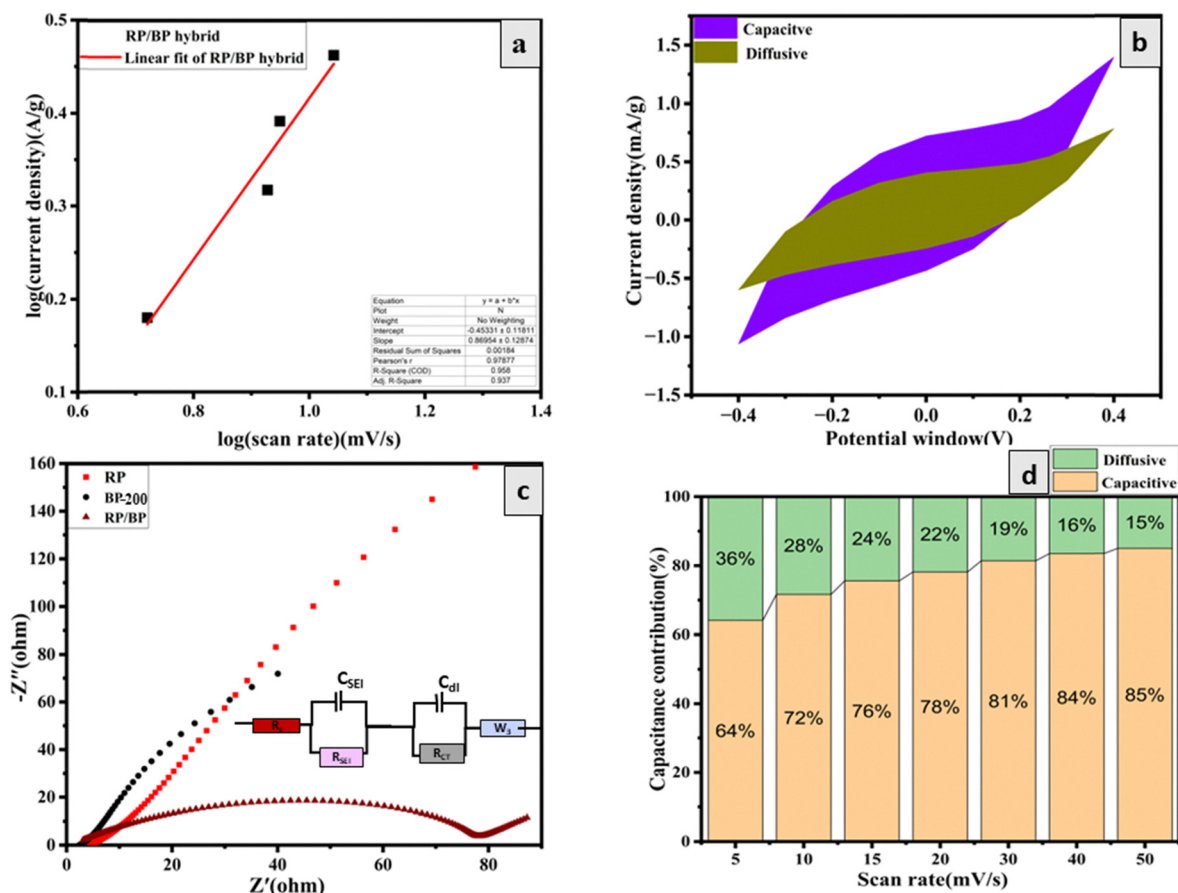 a
RP/BP hybrid
Linear fit of RP/BP hybrid
log(current density)(A/g)
0.5
0.4
0.3
0.2
0.1
0.6 0.8 1.0 1.2 1.4
log(scan rate)(mV/s)
Equation y = a + b*x
Plot N
Weight No Weighting
Intercept -0.45331 ± 0.11811
Slope 0.86954 ± 0.12874
Residual Sum of Squares 0.00184
Pearson's r 0.97877
R-Square (COD) 0.958
Adj. R-Square 0.937
b
Capacitve
Diffusive
Current density(mA/g)
1.5
1.0
0.5
0.0
−0.5
−1.0
−1.5
−0.4 −0.2 0.0 0.2 0.4
Potential window(V)
c
RP
BP-200
RP/BP
-Z″(ohm)
160
140
120
100
80
60
40
20
0
0 20 40 60 80
Z′(ohm)
C_SEI
C_dl
R_SEI
R_CT
W_3
d
Diffusive
Capacitive
Capacitance contribution(%)
100
80
60
40
20
0
36% 28% 24% 22% 19% 16% 15%
64% 72% 76% 78% 81% 84% 85%
5 10 15 20 30 40 50
Scan rate(mV/s)